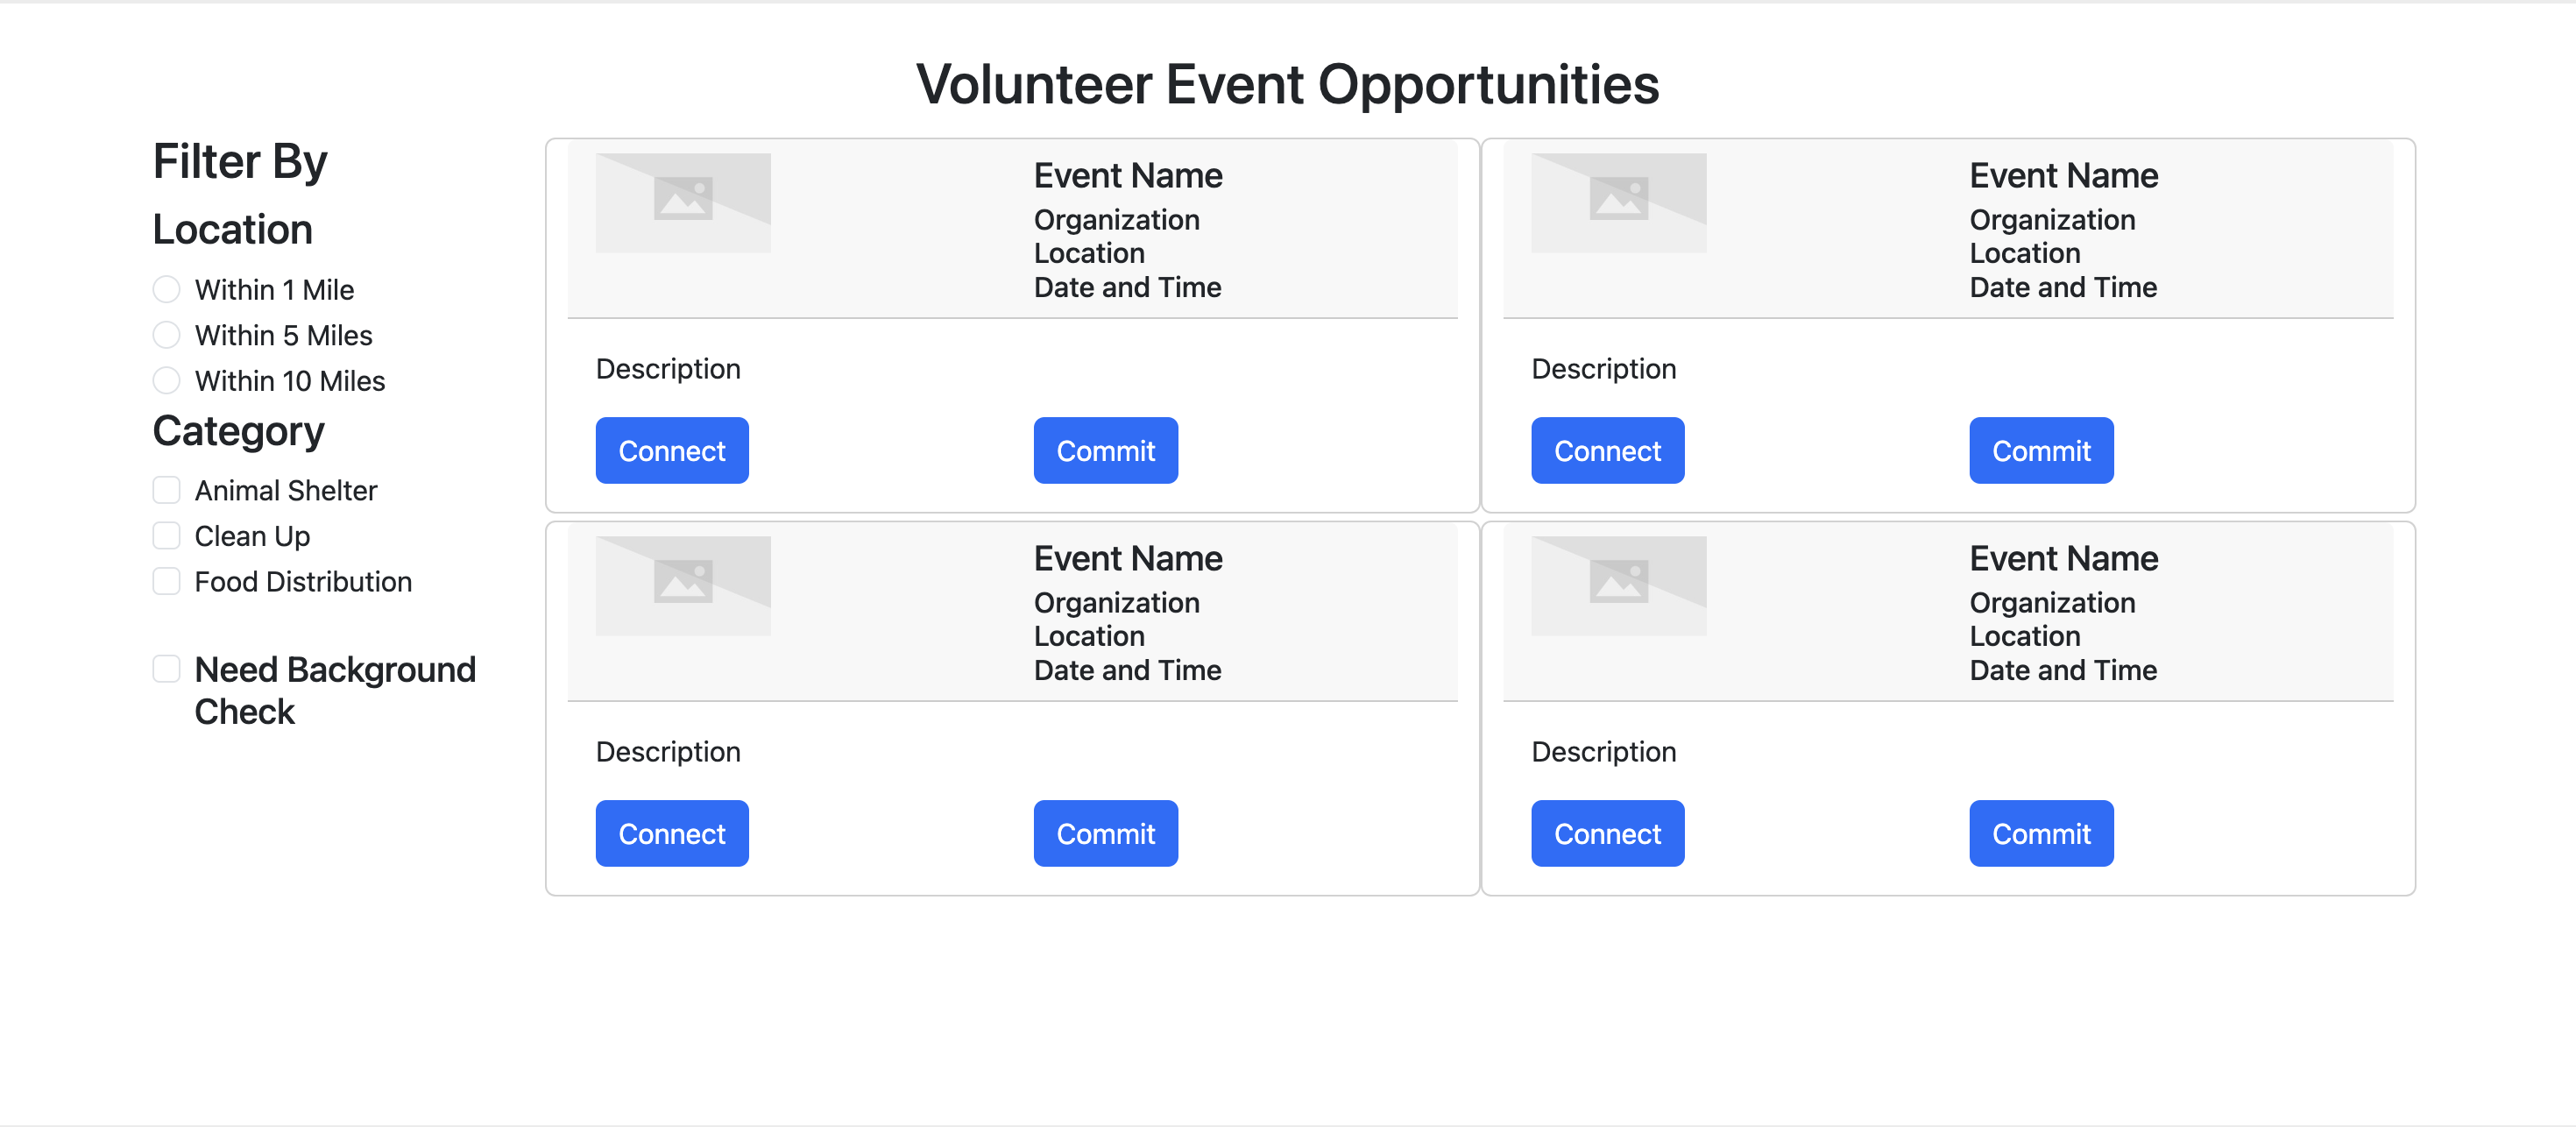 Volunteer Event Opportunities
Filter By
Location
Within 1 Mile
Within 5 Miles
Within 10 Miles
Category
Animal Shelter
Clean Up
Food Distribution
Need Background
Check
Event Name
Organization
Location
Date and Time
Description
Connect
Commit
Event Name
Organization
Location
Date and Time
Description
Connect
Commit
Event Name
Organization
Location
Date and Time
Description
Connect
Commit
Event Name
Organization
Location
Date and Time
Description
Connect
Commit